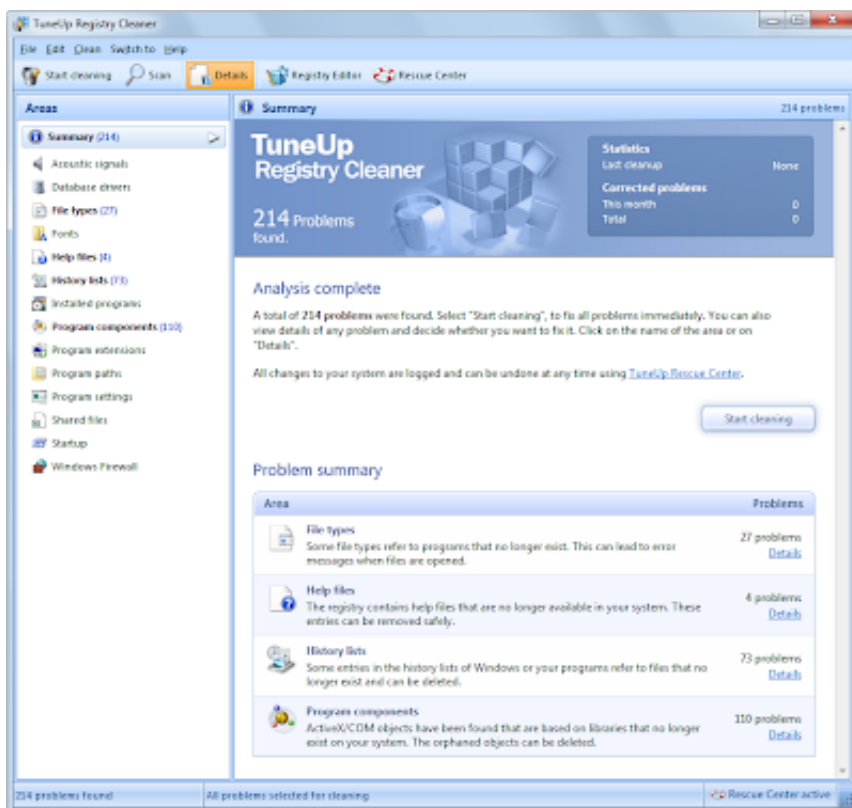 TuneUp Registry Cleaner
File Edit Clean Switch to Help
Start cleaning Scan Details Registry Editor Rescue Center
Areas
Summary (214)
Acoustic signals
Database drivers
File types (27)
Fonts
Help files (4)
History lists (73)
Installed programs
Program components (110)
Program extensions
Program paths
Program settings
Shared files
Startup
Windows Firewall
Summary 214 problems
TuneUp
Registry Cleaner
214 Problems
found.
Statistics
Last cleanup None
Corrected problems
This month 0
Total 0
Analysis complete
A total of 214 problems were found. Select "Start cleaning", to fix all problems immediately. You can also
view details of any problem and decide whether you want to fix it. Click on the name of the area or on
"Details".
All changes to your system are logged and can be undone at any time using TuneUp Rescue Center.
Start cleaning
Problem summary
Area Problems
File types
Some file types refer to programs that no longer exist. This can lead to error
messages when files are opened.
27 problems
Details
Help files
The registry contains help files that are no longer available in your system. These
entries can be removed safely.
4 problems
Details
History lists
Some entries in the history lists of Windows or your programs refer to files that no
longer exist and can be deleted.
73 problems
Details
Program components
ActiveX/COM objects have been found that are based on libraries that no longer
exist on your system. The orphaned objects can be deleted.
110 problems
Details
214 problems found All problems selected for cleaning Rescue Center active